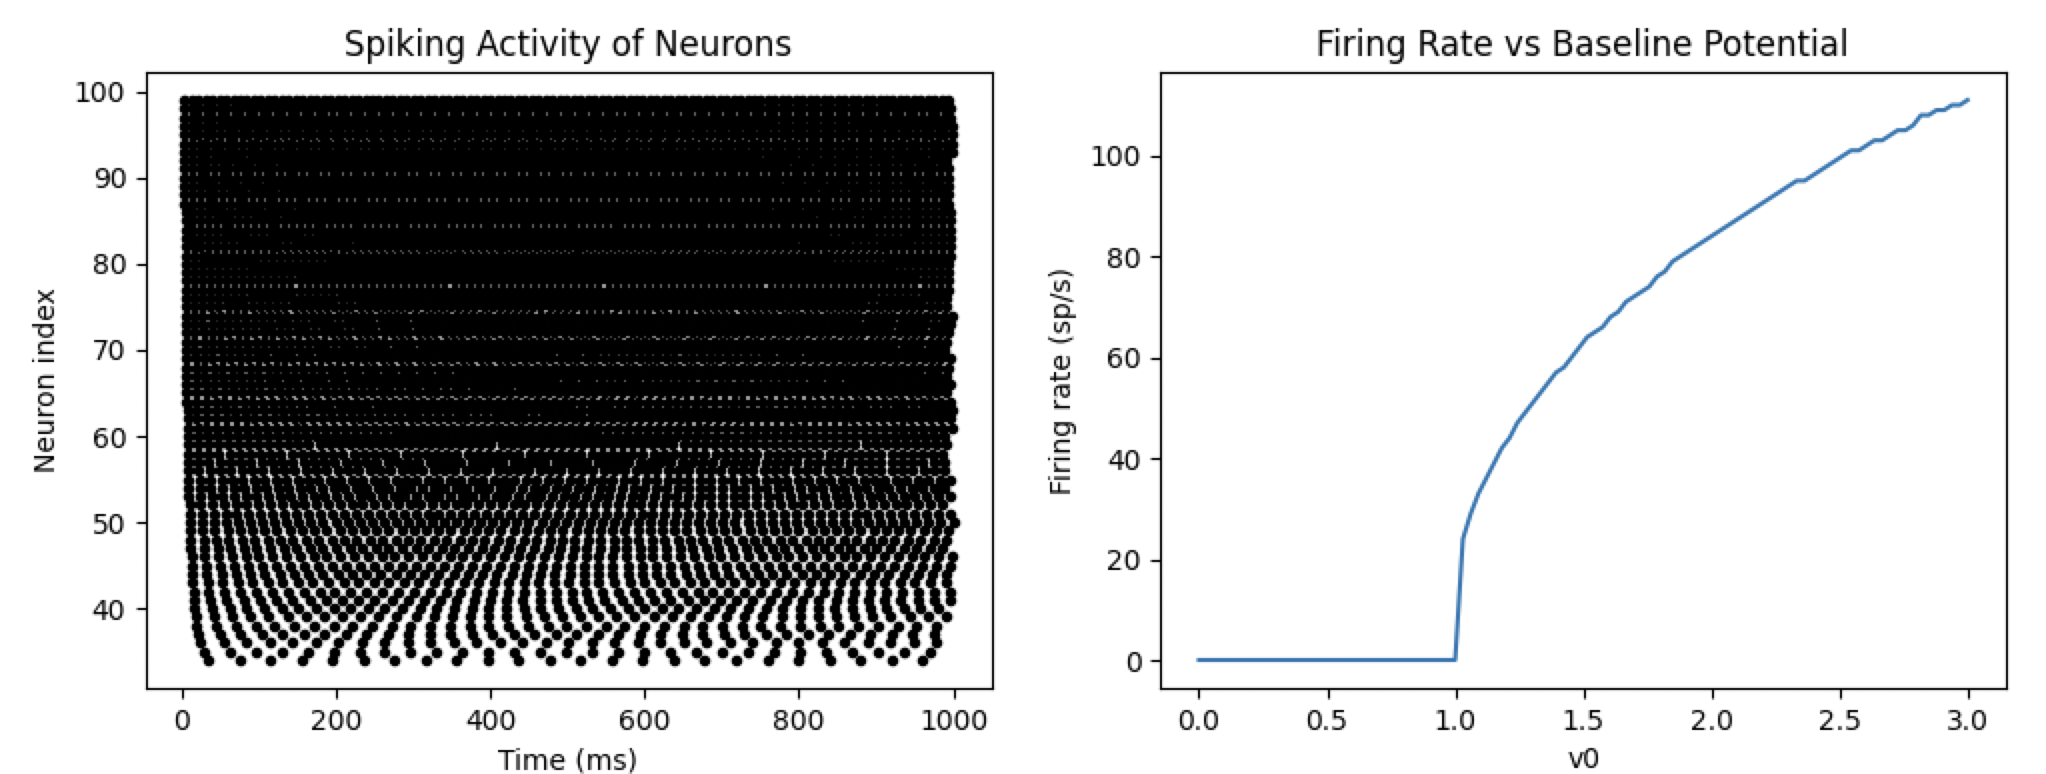 Spiking Activity of Neurons
100
90
80
70
60
50
40
Neuron index
0 200 400 600 800 1000
Time (ms)
Firing Rate vs Baseline Potential
100
80
60
40
20
0
Firing rate (sp/s)
0.0 0.5 1.0 1.5 2.0 2.5 3.0
v0